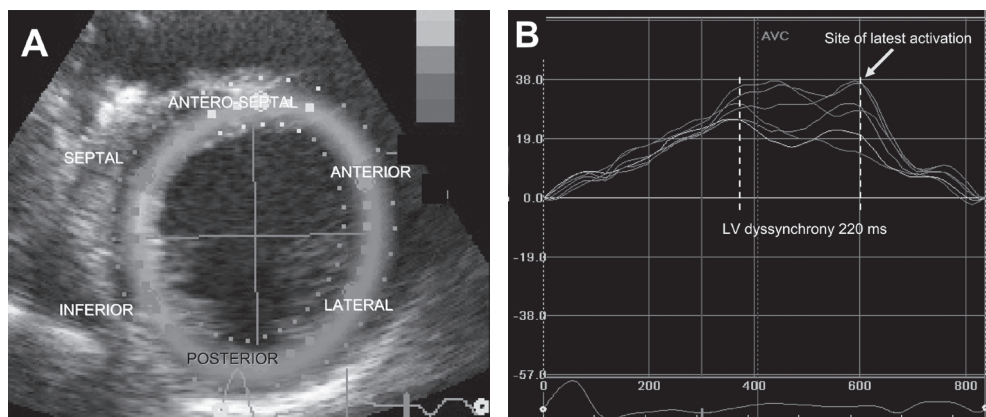 A
ANTERO-SEPTAL
SEPTAL
ANTERIOR
INFERIOR
LATERAL
POSTERIOR
B
AVC
Site of latest activation
38.0
19.0
0.0
LV dyssynchrony 220 ms
-19.0
-38.0
-57.0
0 200 400 600 800